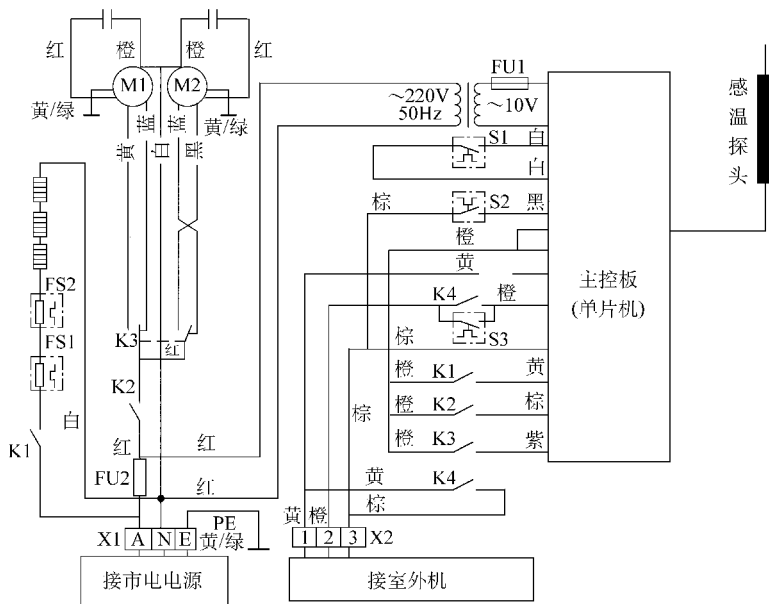 红 橙 橙 红
M1 M2
黄/绿 黄/绿
黄 蓝 白 蓝 黑
FS2
FS1
K1
白
K3 红
K2
红 红
FU2
红
PE
X1 A N E 黄/绿
接市电电源
FU1
～220V
50Hz
～10V
S1 白
白
棕 S2 黑
橙
黄
K4 橙
S3
棕
橙 K1 黄
橙 K2 棕
橙 K3 紫
棕
黄 K4
棕
黄 橙
1 2 3 X2
接室外机
主控板
(单片机)
感温探头